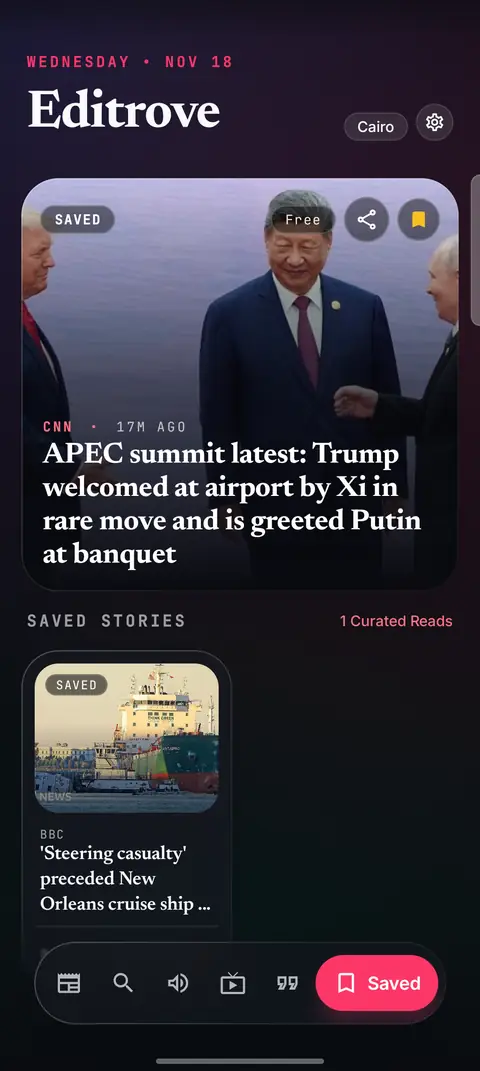 WEDNESDAY • NOV 18
Editrove
Cairo
SAVED
Free
CNN • 17M AGO
APEC summit latest: Trump
welcomed at airport by Xi in
rare move and is greeted Putin
at banquet
SAVED STORIES
1 Curated Reads
SAVED
NEWS
BBC
'Steering casualty'
preceded New
Orleans cruise ship ...
Saved